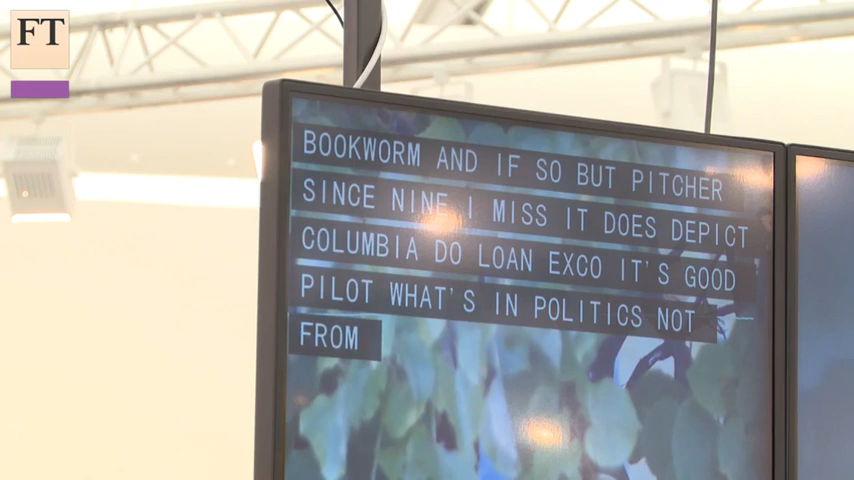 FT
BOOKWORM AND IF SO BUT PITCHER
SINCE NINE I MISS IT DOES DEPICT
COLUMBIA DO LOAN EXCO IT'S GOOD
PILOT WHAT'S IN POLITICS NOT
FROM